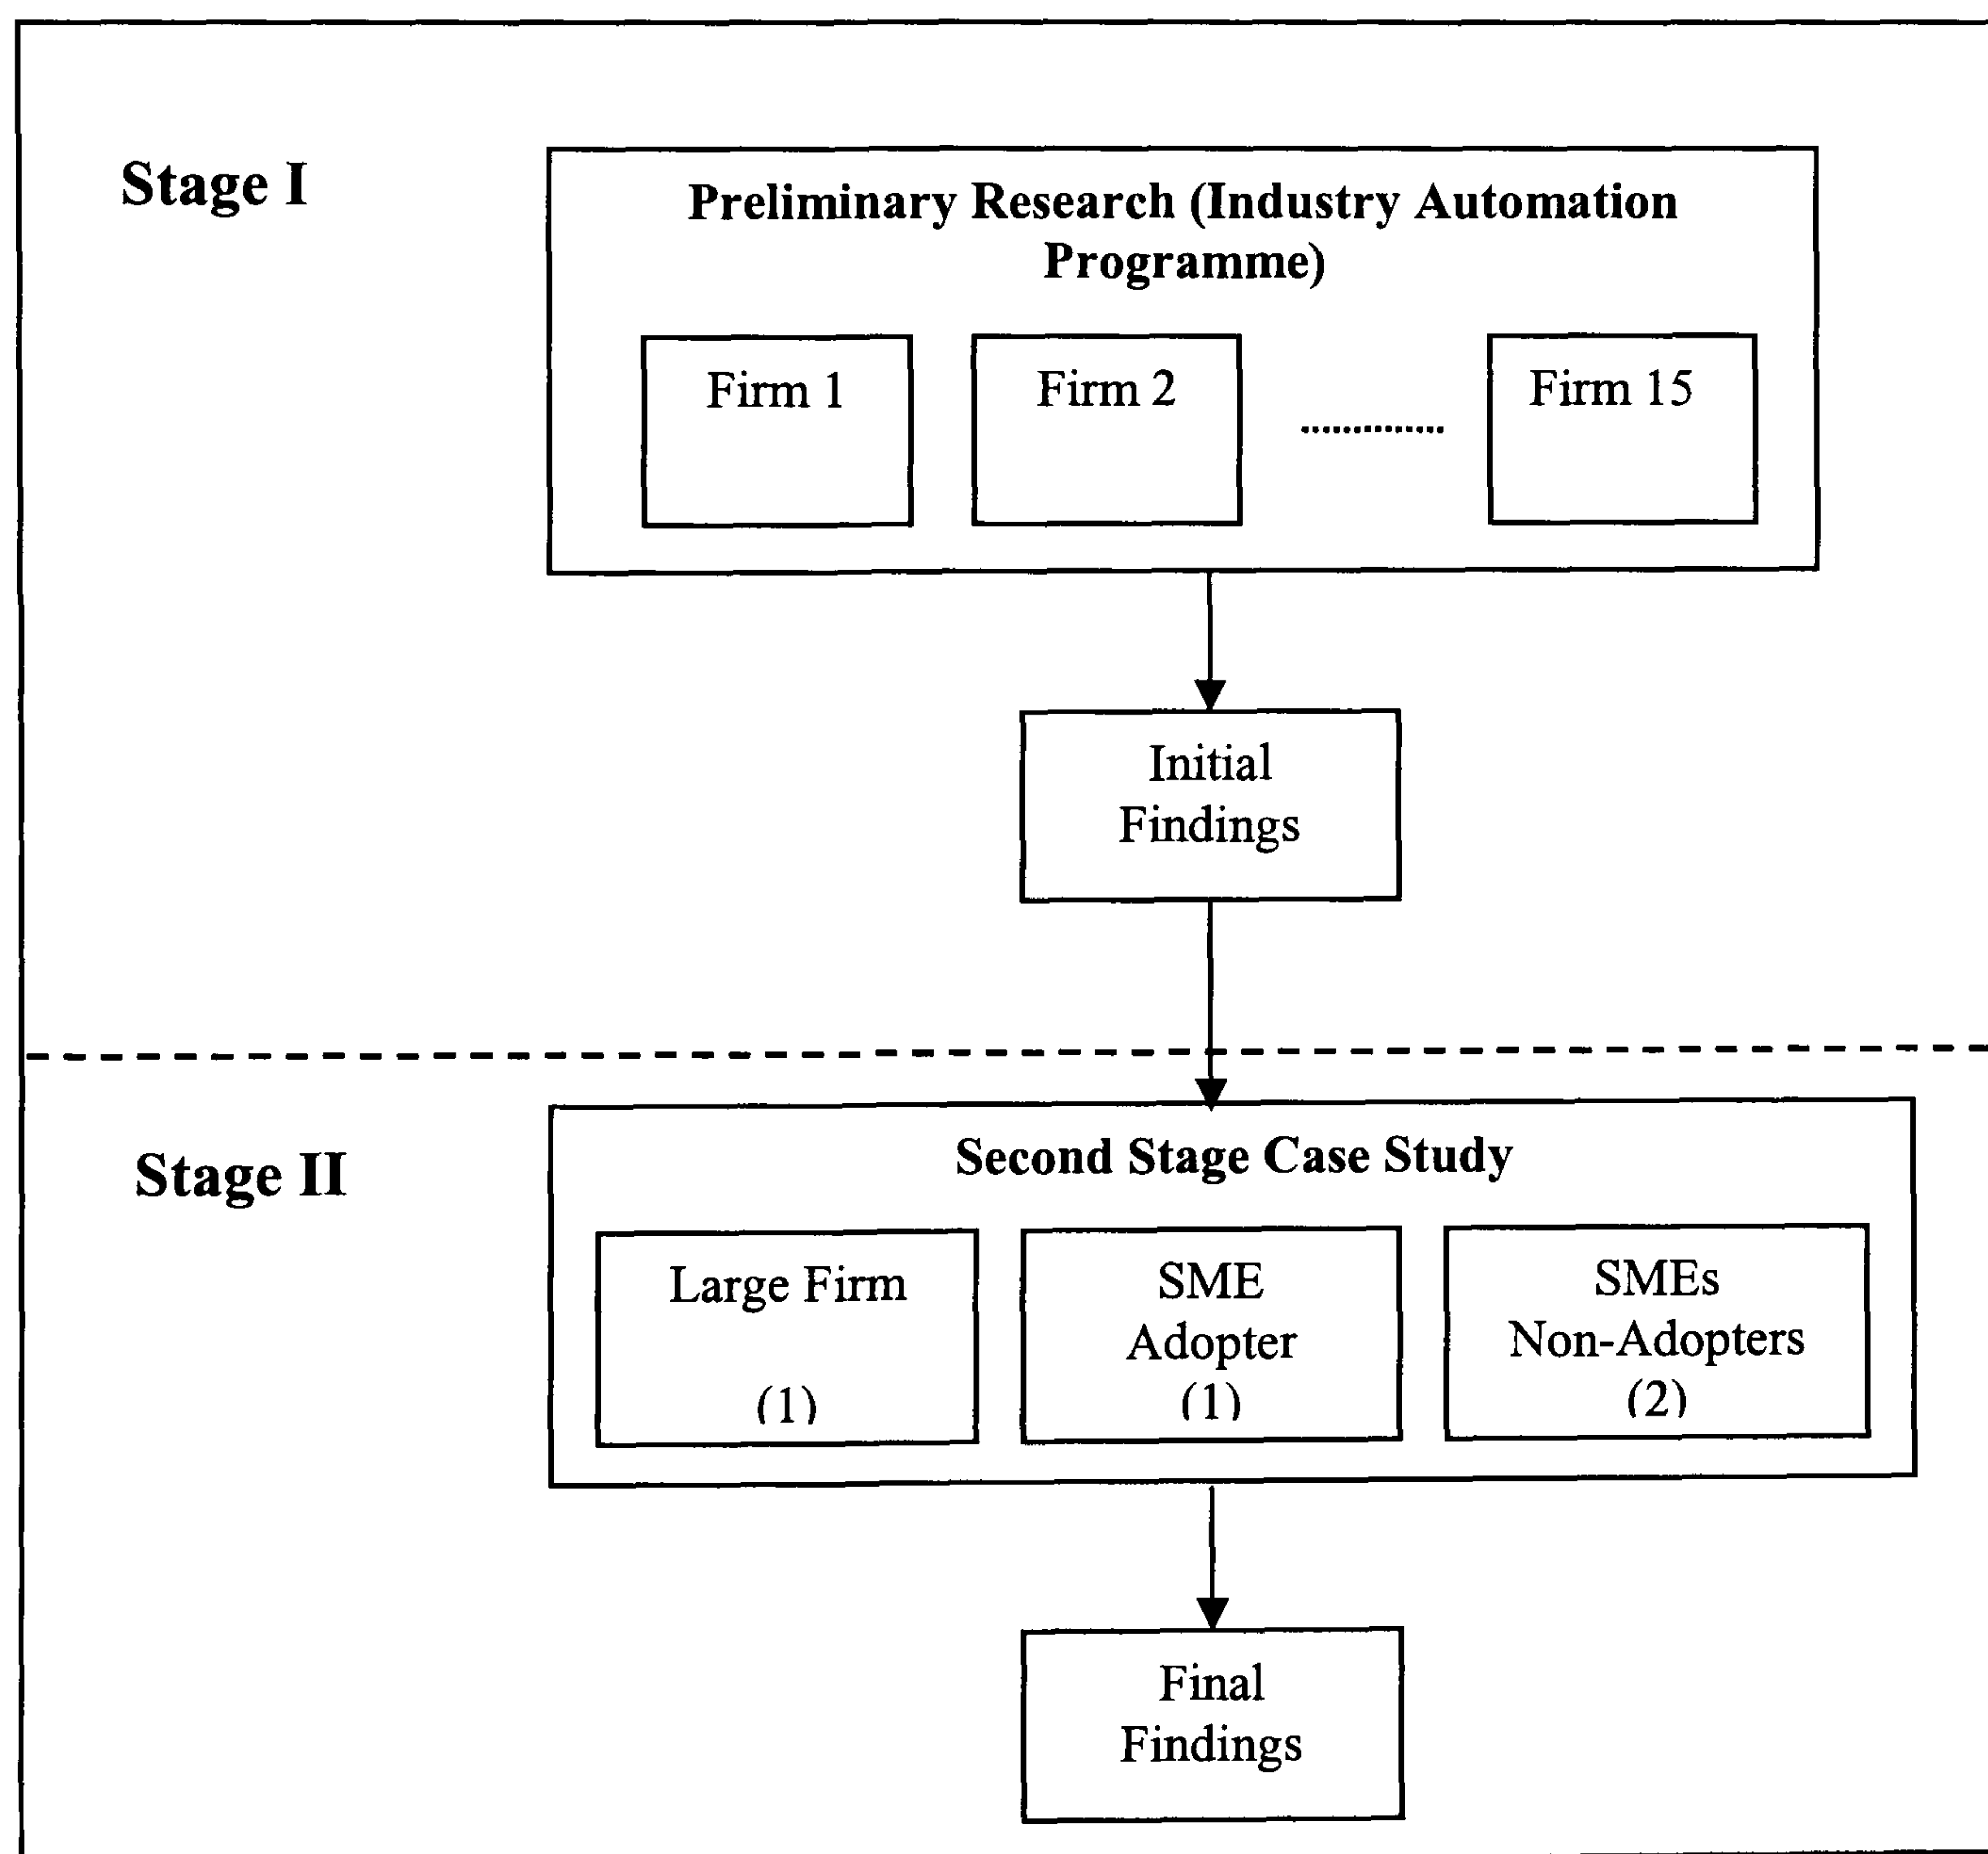 Stage I
Preliminary Research (Industry Automation
Programme)
Firm 1
Firm 2
..............
Firm 15
Initial
Findings
Stage II
Second Stage Case Study
Large Firm
(1)
SME
Adopter
(1)
SMEs
Non-Adopters
(2)
Final
Findings